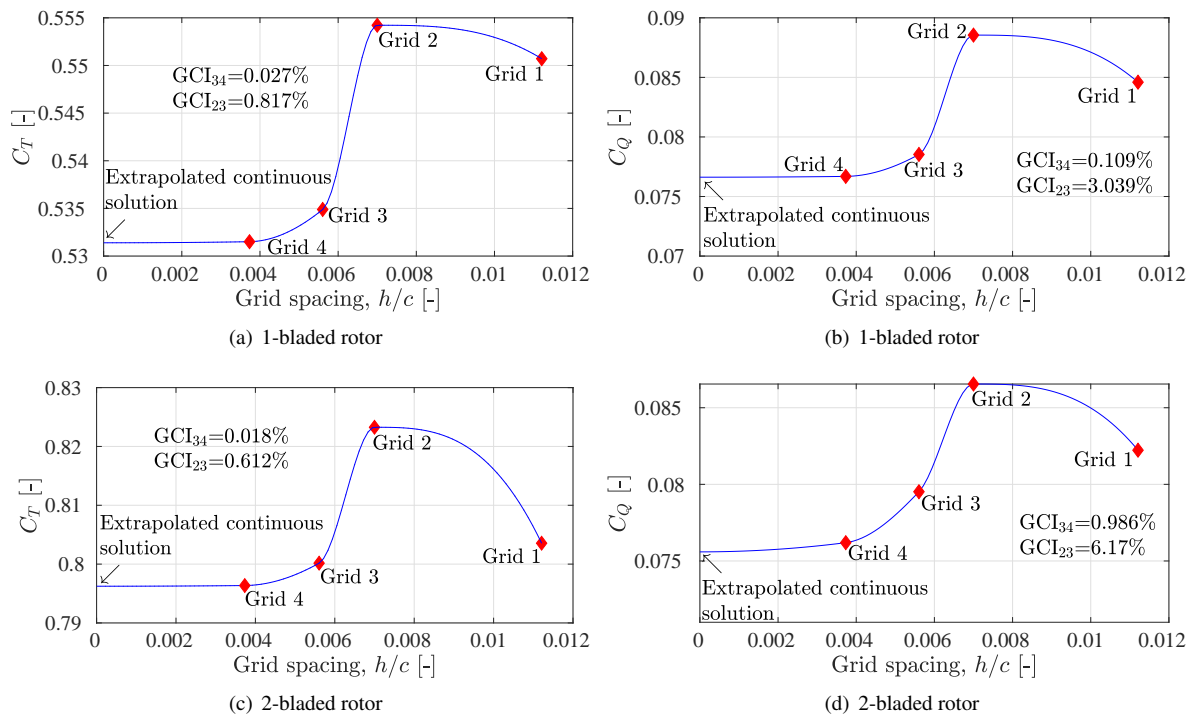 0.555
0.55
0.545
0.54
0.535
0.53
C_T [-]
GCI₃₄=0.027%
GCI₂₃=0.817%
Grid 2
Grid 1
Extrapolated continuous
solution
Grid 3
Grid 4
0
0.002
0.004
0.006
0.008
0.01
0.012
Grid spacing, h/c [-]
(a) 1-bladed rotor
0.09
0.085
0.08
0.075
0.07
C_Q [-]
Grid 2
Grid 1
Grid 4
Grid 3
GCI₃₄=0.109%
GCI₂₃=3.039%
Extrapolated continuous
solution
0
0.002
0.004
0.006
0.008
0.01
0.012
Grid spacing, h/c [-]
(b) 1-bladed rotor
0.83
0.82
0.81
0.8
0.79
C_T [-]
GCI₃₄=0.018%
GCI₂₃=0.612%
Grid 2
Extrapolated continuous
solution
Grid 1
Grid 3
Grid 4
0
0.002
0.004
0.006
0.008
0.01
0.012
Grid spacing, h/c [-]
(c) 2-bladed rotor
0.085
0.08
0.075
C_Q [-]
Grid 2
Grid 1
Grid 3
GCI₃₄=0.986%
GCI₂₃=6.17%
Grid 4
Extrapolated continuous
solution
0
0.002
0.004
0.006
0.008
0.01
0.012
Grid spacing, h/c [-]
(d) 2-bladed rotor